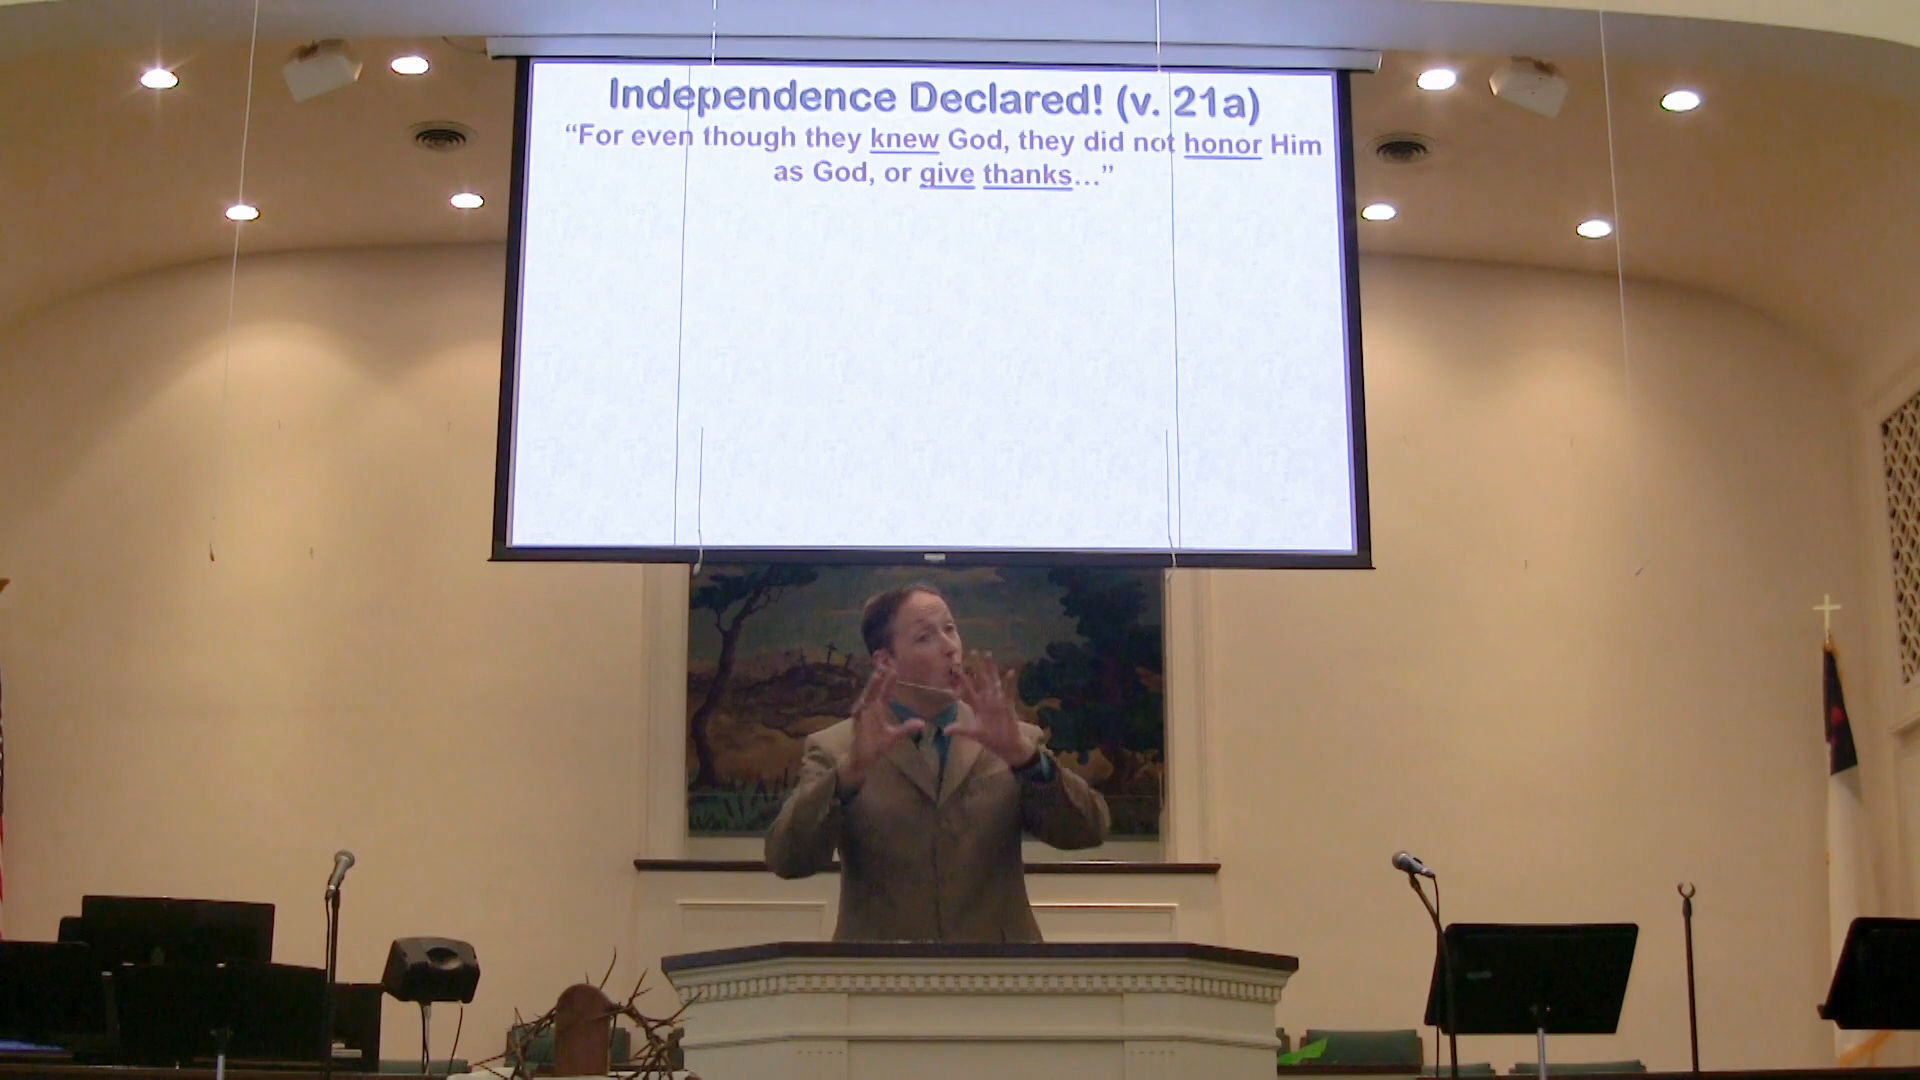 Independence Declared! (v. 21a)
“For even though they knew God, they did not honor Him
as God, or give thanks…”